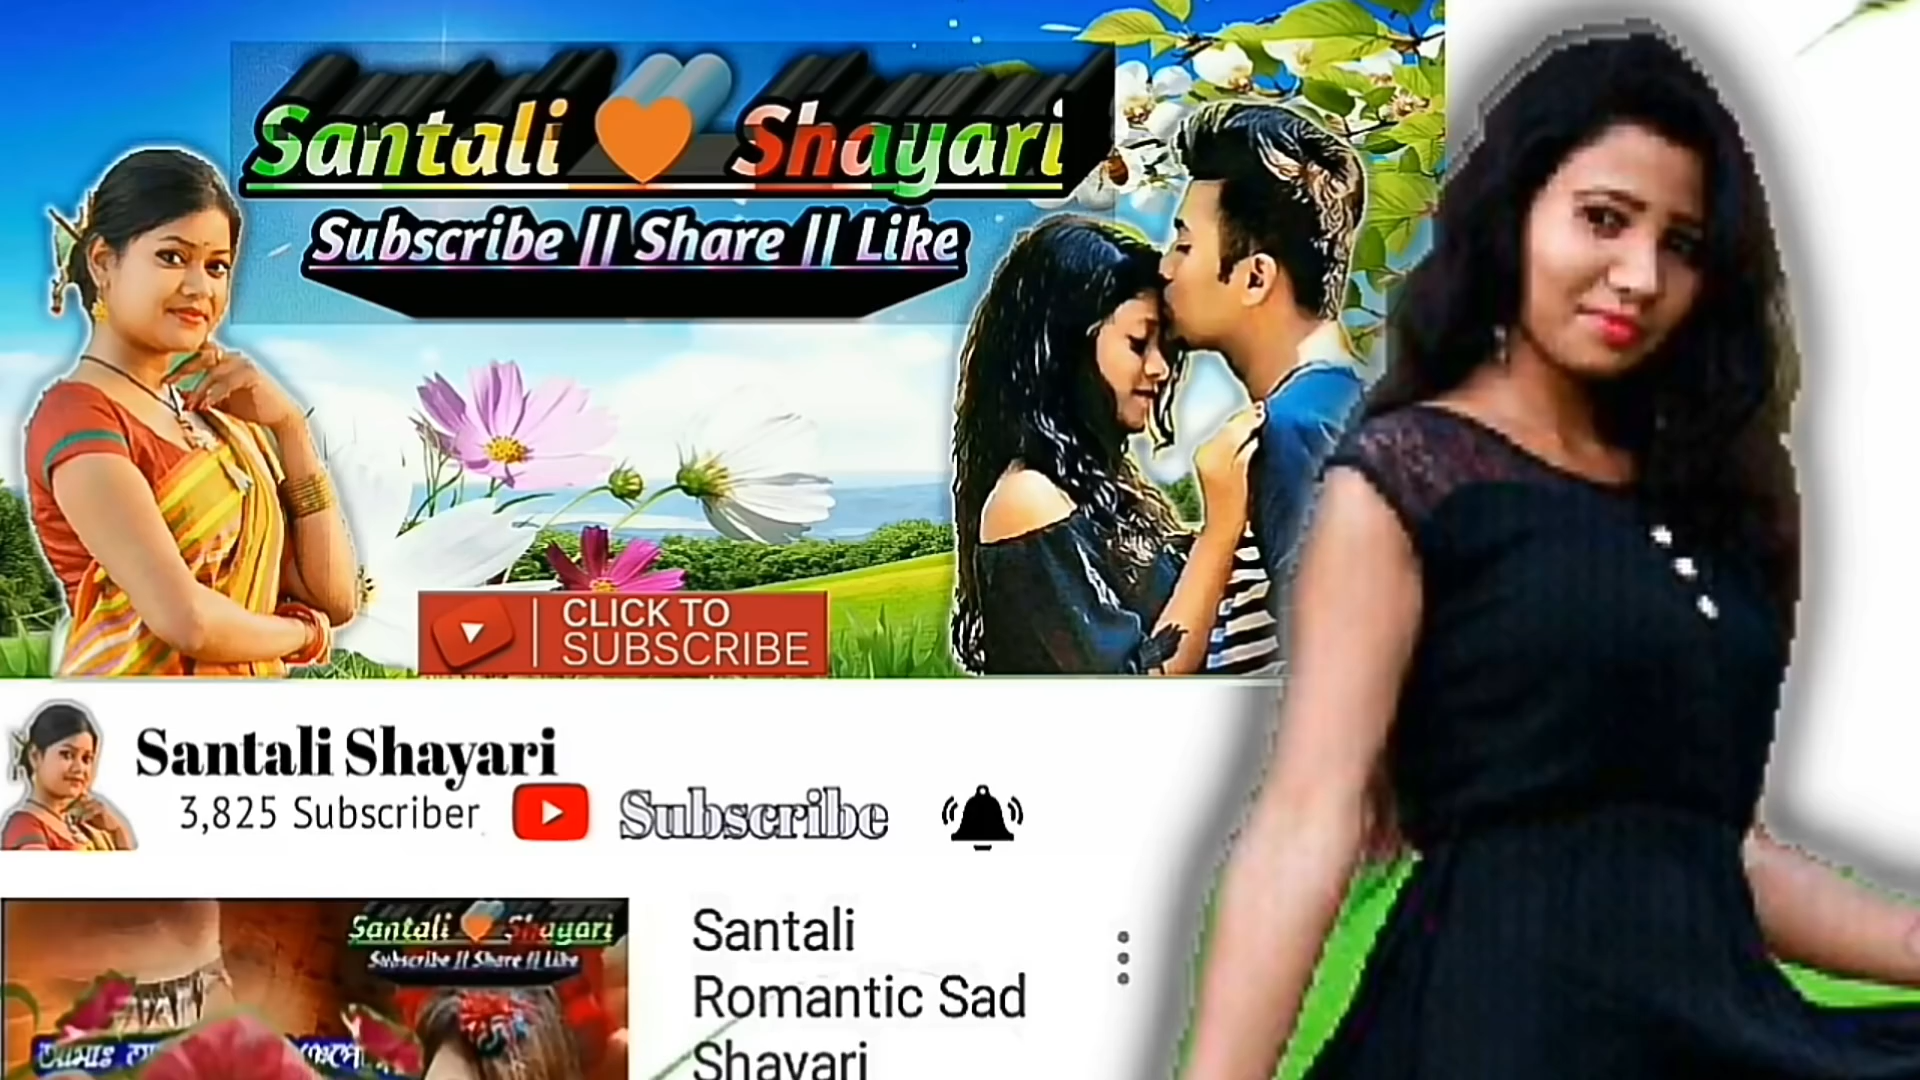 Santali 🧡 Shayari
Subscribe || Share || Like
CLICK TO
SUBSCRIBE
Santali Shayari
3,825 Subscriber
Subscribe
Santali 🧡 Shayari
Subscribe || Share || Like
Santali
Romantic Sad
Shayari